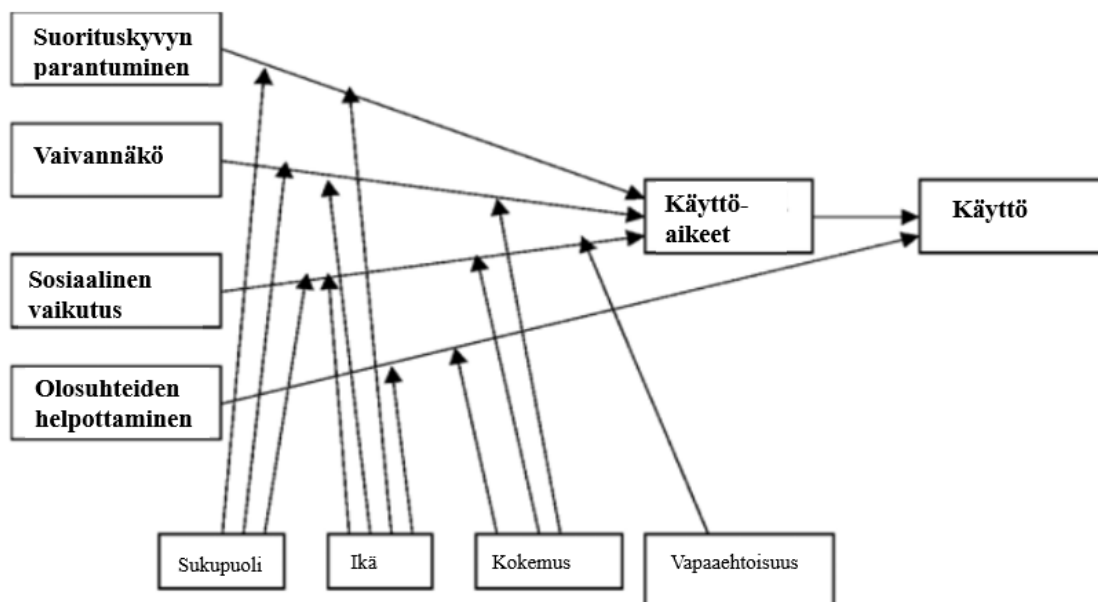 Suorituskyvyn
parantuminen
Vaivannäkö
Sosiaalinen
vaikutus
Olosuhteiden
helpottaminen
Käyttö-
aikeet
Käyttö
Sukupuoli
Ikä
Kokemus
Vapaaehtoisuus